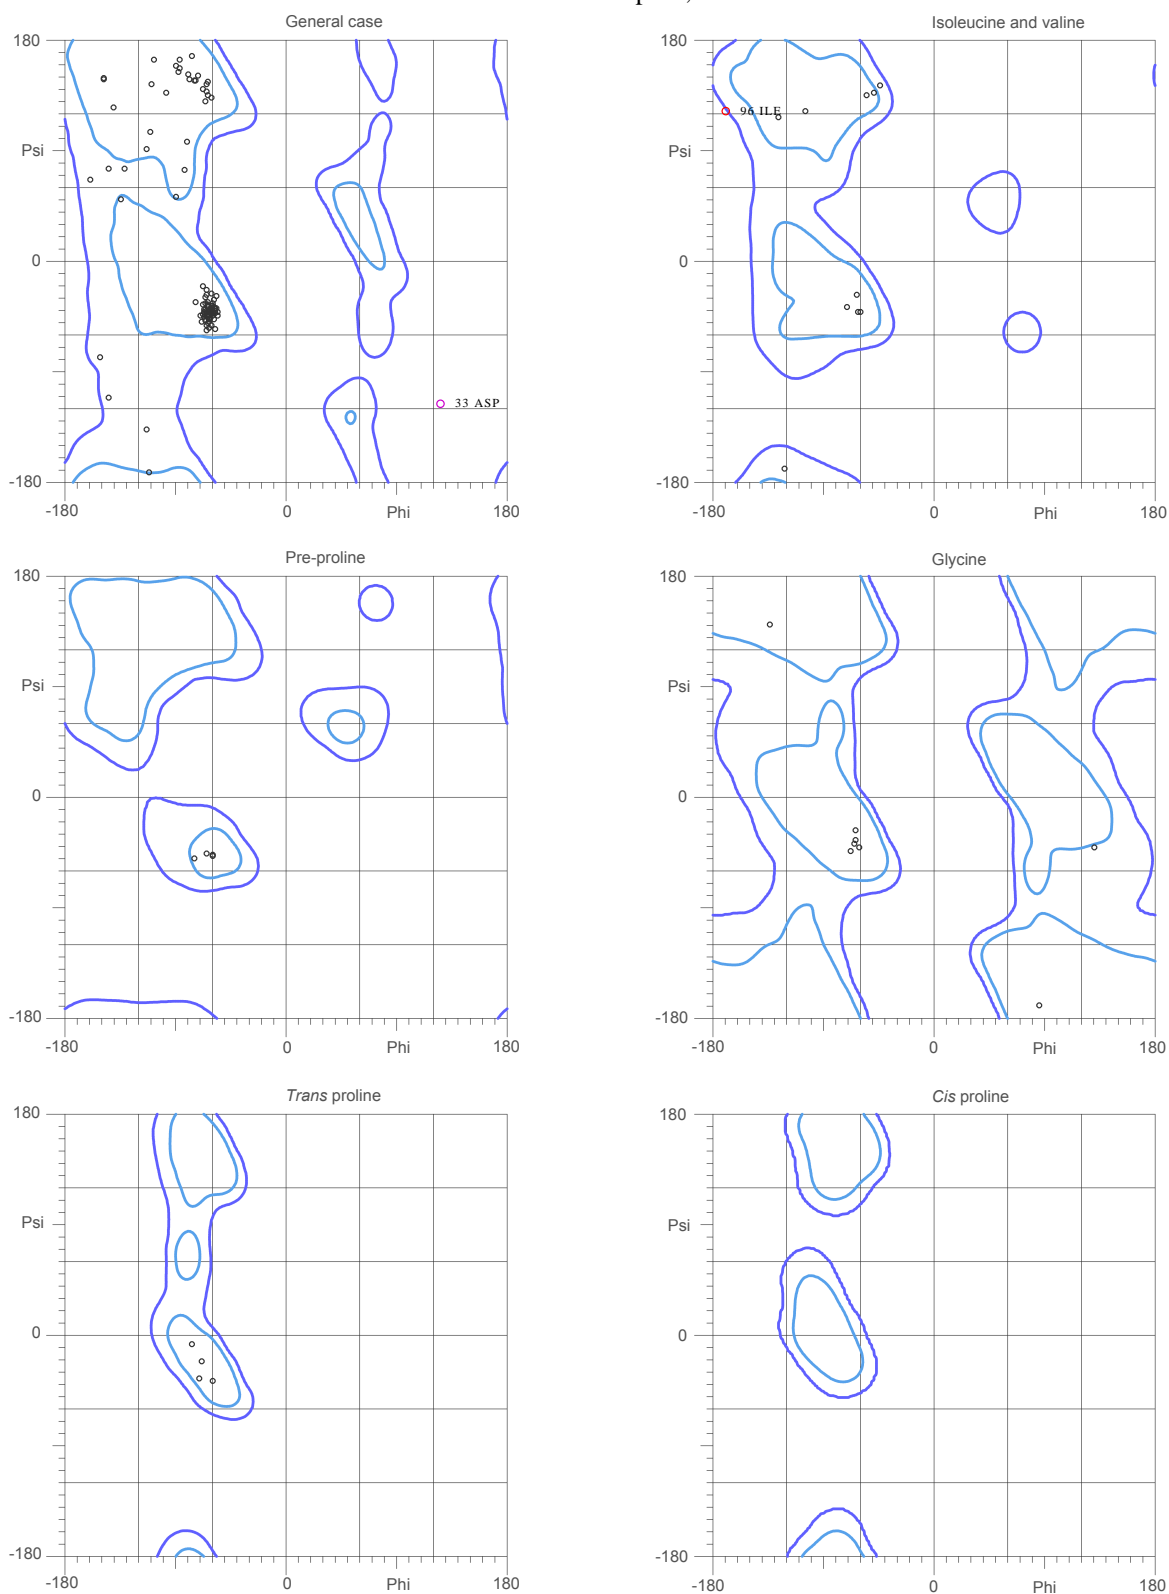 General case
Isoleucine and valine
180
180
96 ILE
Psi
Psi
0
0
33 ASP
-180
-180
-180
0
Phi
180
-180
0
Phi
180
Pre-proline
Glycine
180
180
Psi
Psi
0
0
-180
-180
-180
0
Phi
180
-180
0
Phi
180
Trans proline
Cis proline
180
180
Psi
Psi
0
0
-180
-180
-180
0
Phi
180
-180
0
Phi
180